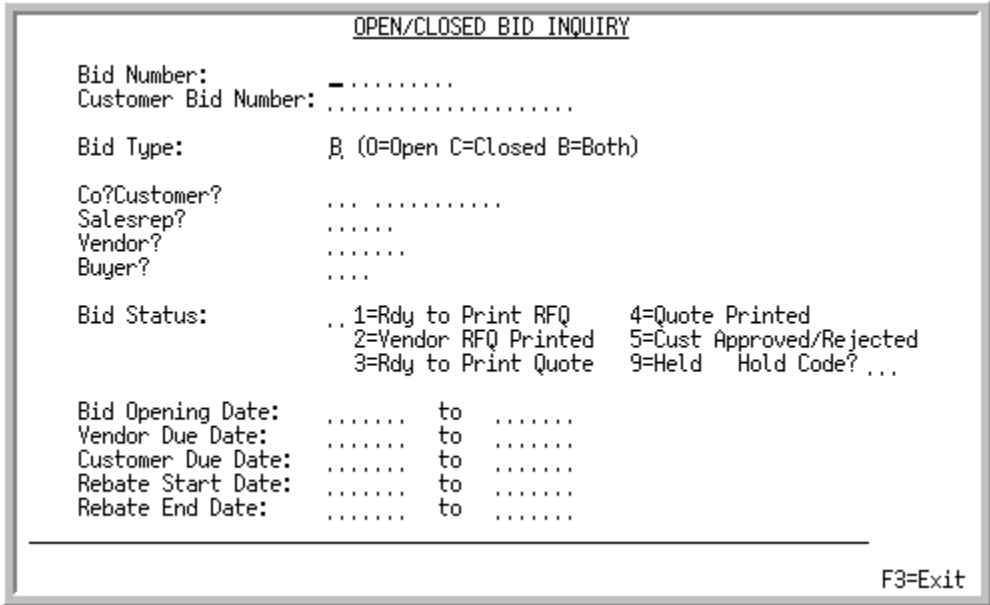 OPEN/CLOSED BID INQUIRY
Bid Number: _.........
Customer Bid Number: ...................
Bid Type: B (O=Open C=Closed B=Both)
Co?Customer? ... ..........
Salesrep? .....
Vendor? ......
Buyer? ...
Bid Status: .. 1=Rdy to Print RFQ 4=Quote Printed
2=Vendor RFQ Printed 5=Cust Approved/Rejected
3=Rdy to Print Quote 9=Held Hold Code? ...
Bid Opening Date: ...... to ......
Vendor Due Date: ...... to ......
Customer Due Date: ...... to ......
Rebate Start Date: ...... to ......
Rebate End Date: ...... to ......
F3=Exit